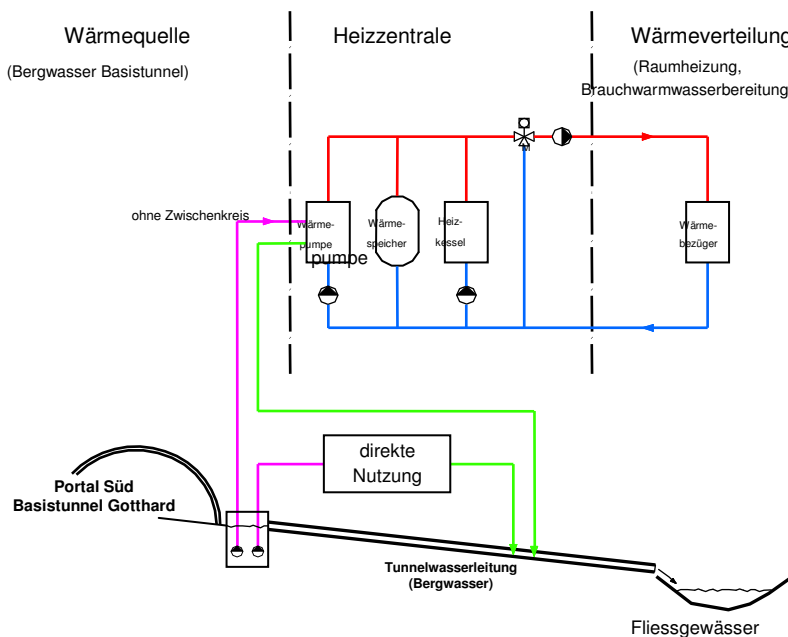 Wärmequelle
(Bergwasser Basistunnel)
Heizzentrale
Wärmeverteilung
(Raumheizung,
Brauchwarmwasserbereitung
M
ohne Zwischenkreis
Wärme-
pumpe
pumpe
Wärme-
speicher
Heiz-
kessel
Wärme-
bezüger
direkte
Nutzung
Portal Süd
Basistunnel Gotthard
Tunnelwasserleitung
(Bergwasser)
Fliessgewässer